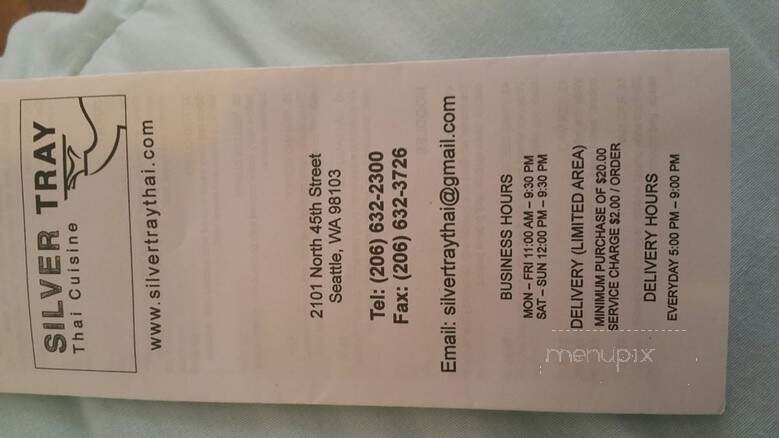 SILVER TRAY
Thai Cuisine
www.silvertraythai.com
2101 North 45th Street
Seattle, WA 98103
Tel: (206) 632-2300
Fax: (206) 632-3726
Email: silvertraythai@gmail.com
BUSINESS HOURS
MON – FRI 11:00 AM – 9:30 PM
SAT – SUN 12:00 PM – 9:30 PM
DELIVERY (LIMITED AREA)
MINIMUM PURCHASE OF $20.00
SERVICE CHARGE $2.00 / ORDER
DELIVERY HOURS
EVERYDAY 5:00 PM – 9:00 PM
menupix